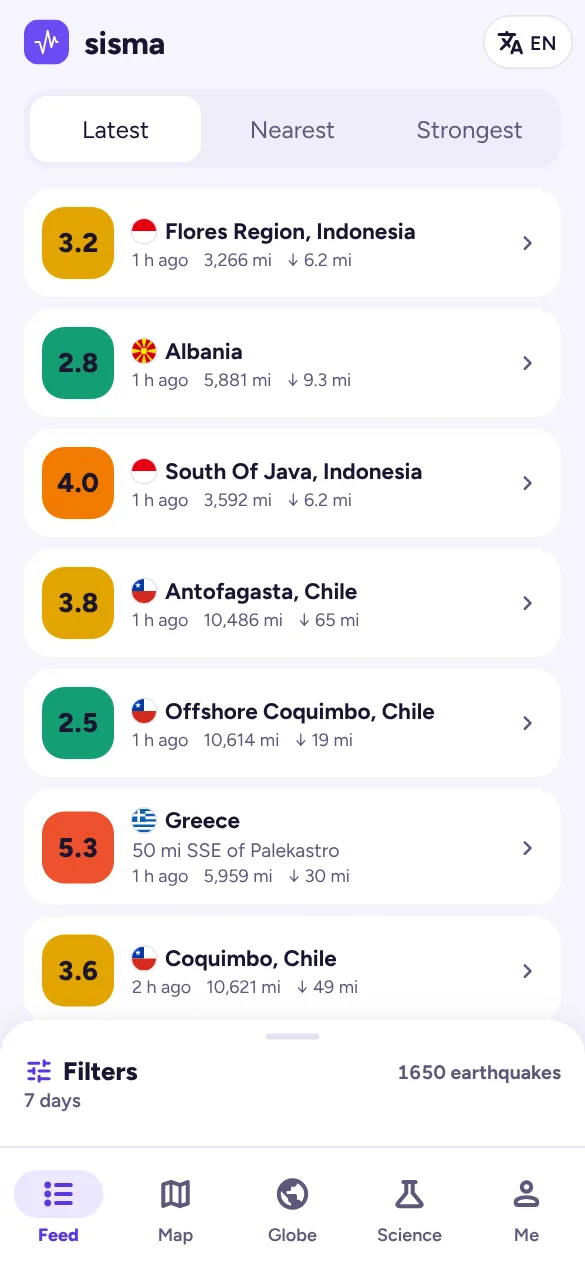 sisma
EN
Latest
Nearest
Strongest
3.2
Flores Region, Indonesia
1 h ago 3,266 mi ↓ 6.2 mi
2.8
Albania
1 h ago 5,881 mi ↓ 9.3 mi
4.0
South Of Java, Indonesia
1 h ago 3,592 mi ↓ 6.2 mi
3.8
Antofagasta, Chile
1 h ago 10,486 mi ↓ 65 mi
2.5
Offshore Coquimbo, Chile
1 h ago 10,614 mi ↓ 19 mi
5.3
Greece
50 mi SSE of Palekastro
1 h ago 5,959 mi ↓ 30 mi
3.6
Coquimbo, Chile
2 h ago 10,621 mi ↓ 49 mi
Filters
1650 earthquakes
7 days
Feed
Map
Globe
Science
Me